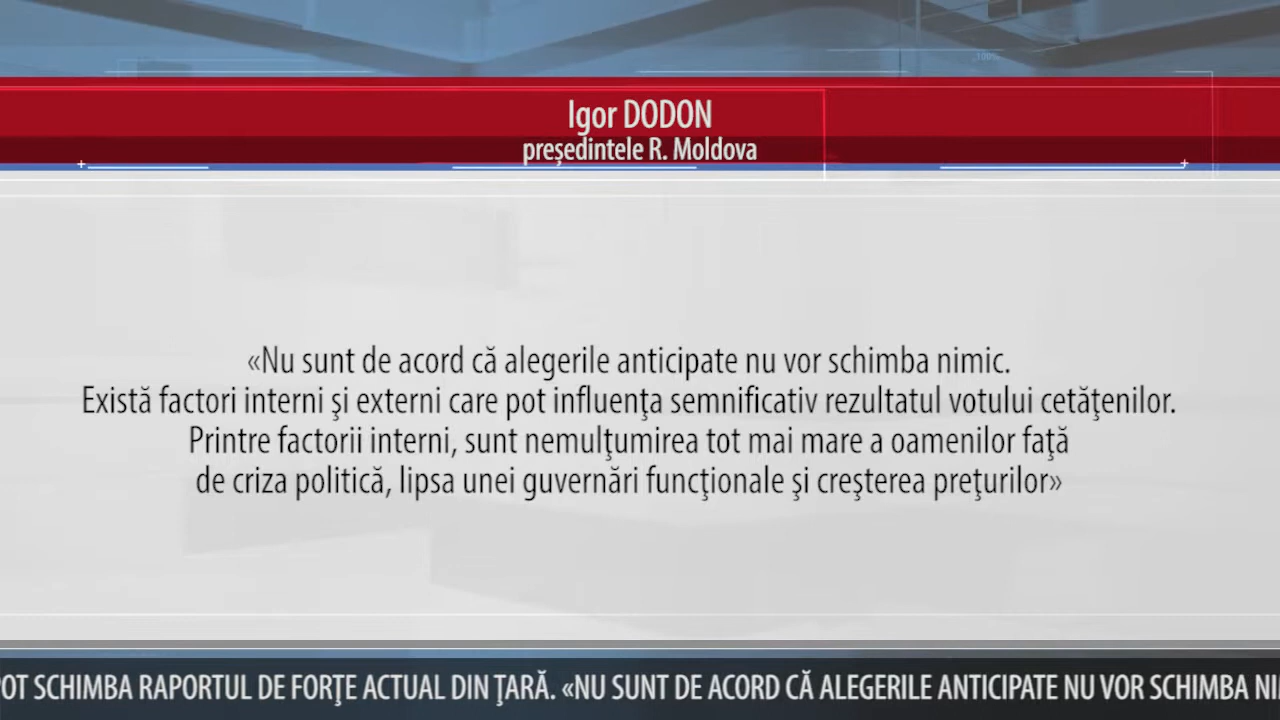 100%
Igor DODON
preşedintele R. Moldova
«Nu sunt de acord că alegerile anticipate nu vor schimba nimic.
Există factori interni şi externi care pot influenţa semnificativ rezultatul votului cetăţenilor.
Printre factorii interni, sunt nemulţumirea tot mai mare a oamenilor faţă
de criza politică, lipsa unei guvernări funcţionale şi creşterea preţurilor»
OT SCHIMBA RAPORTUL DE FORŢE ACTUAL DIN ŢARĂ. «NU SUNT DE ACORD CĂ ALEGERILE ANTICIPATE NU VOR SCHIMBA NI